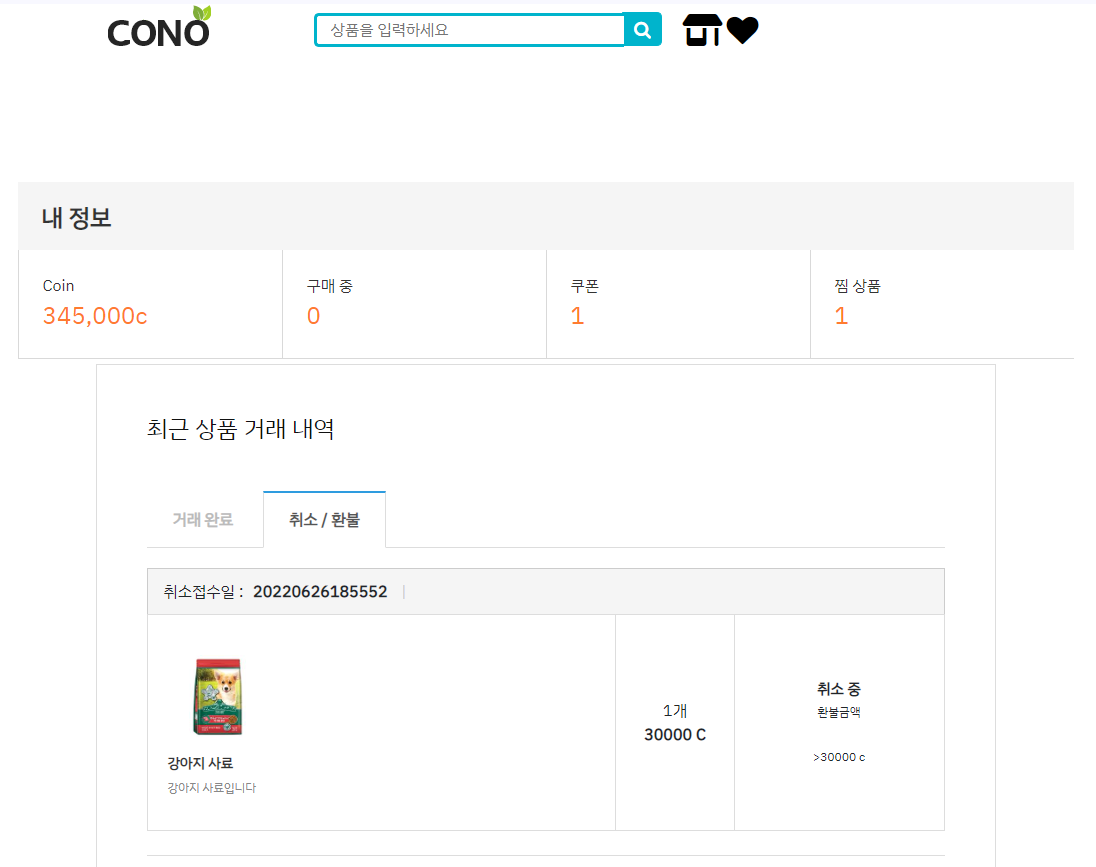 CONO
상품을 입력하세요
내 정보
Coin
345,000c
구매 중
0
쿠폰
1
찜 상품
1
최근 상품 거래 내역
거래 완료
취소 / 환불
취소접수일 : 20220626185552
강아지 사료
강아지 사료입니다
1개
30000 C
취소 중
환불금액
>30000 c